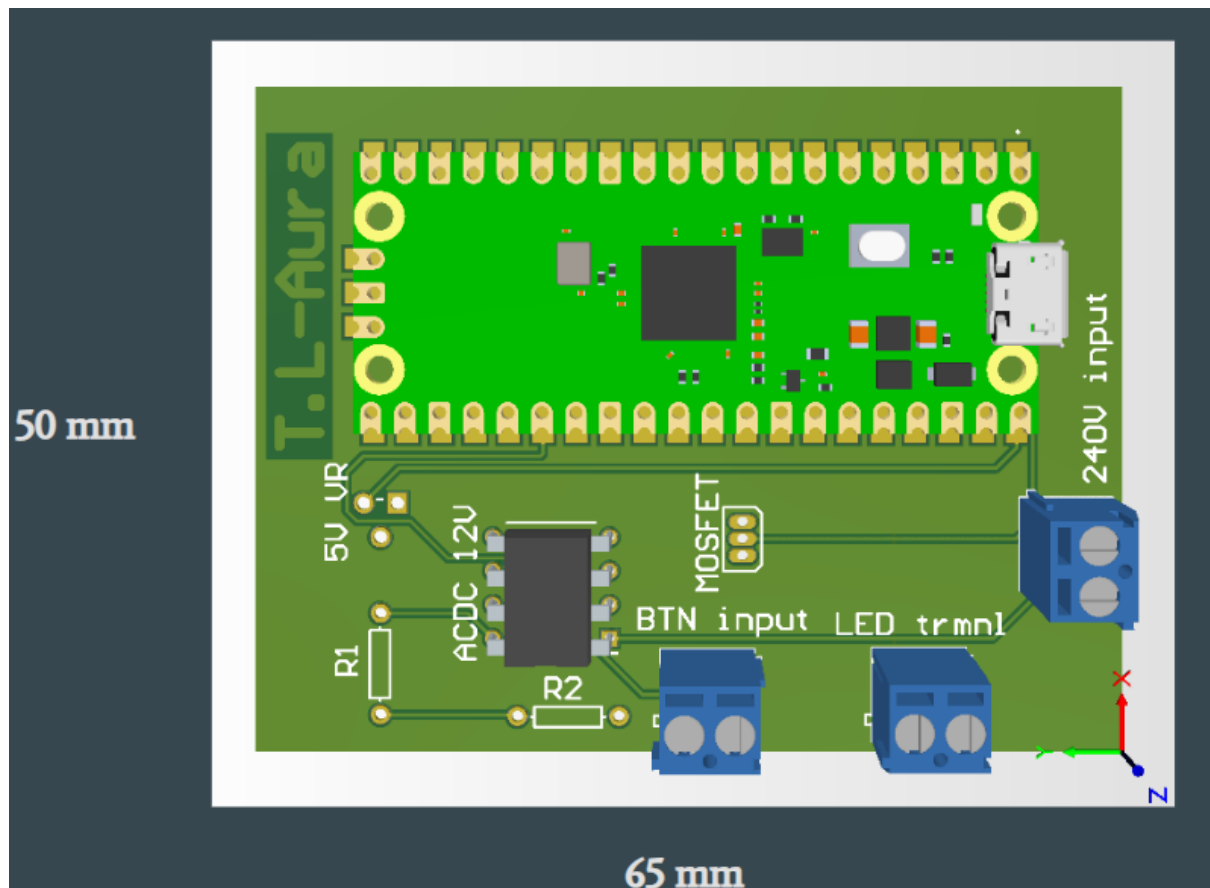 T.L-Aura
240V input
50 mm
5V VR
ACDC 12V
MOSFET
BTN input
LED trmnl
R1
R2
X
Y
Z
65 mm